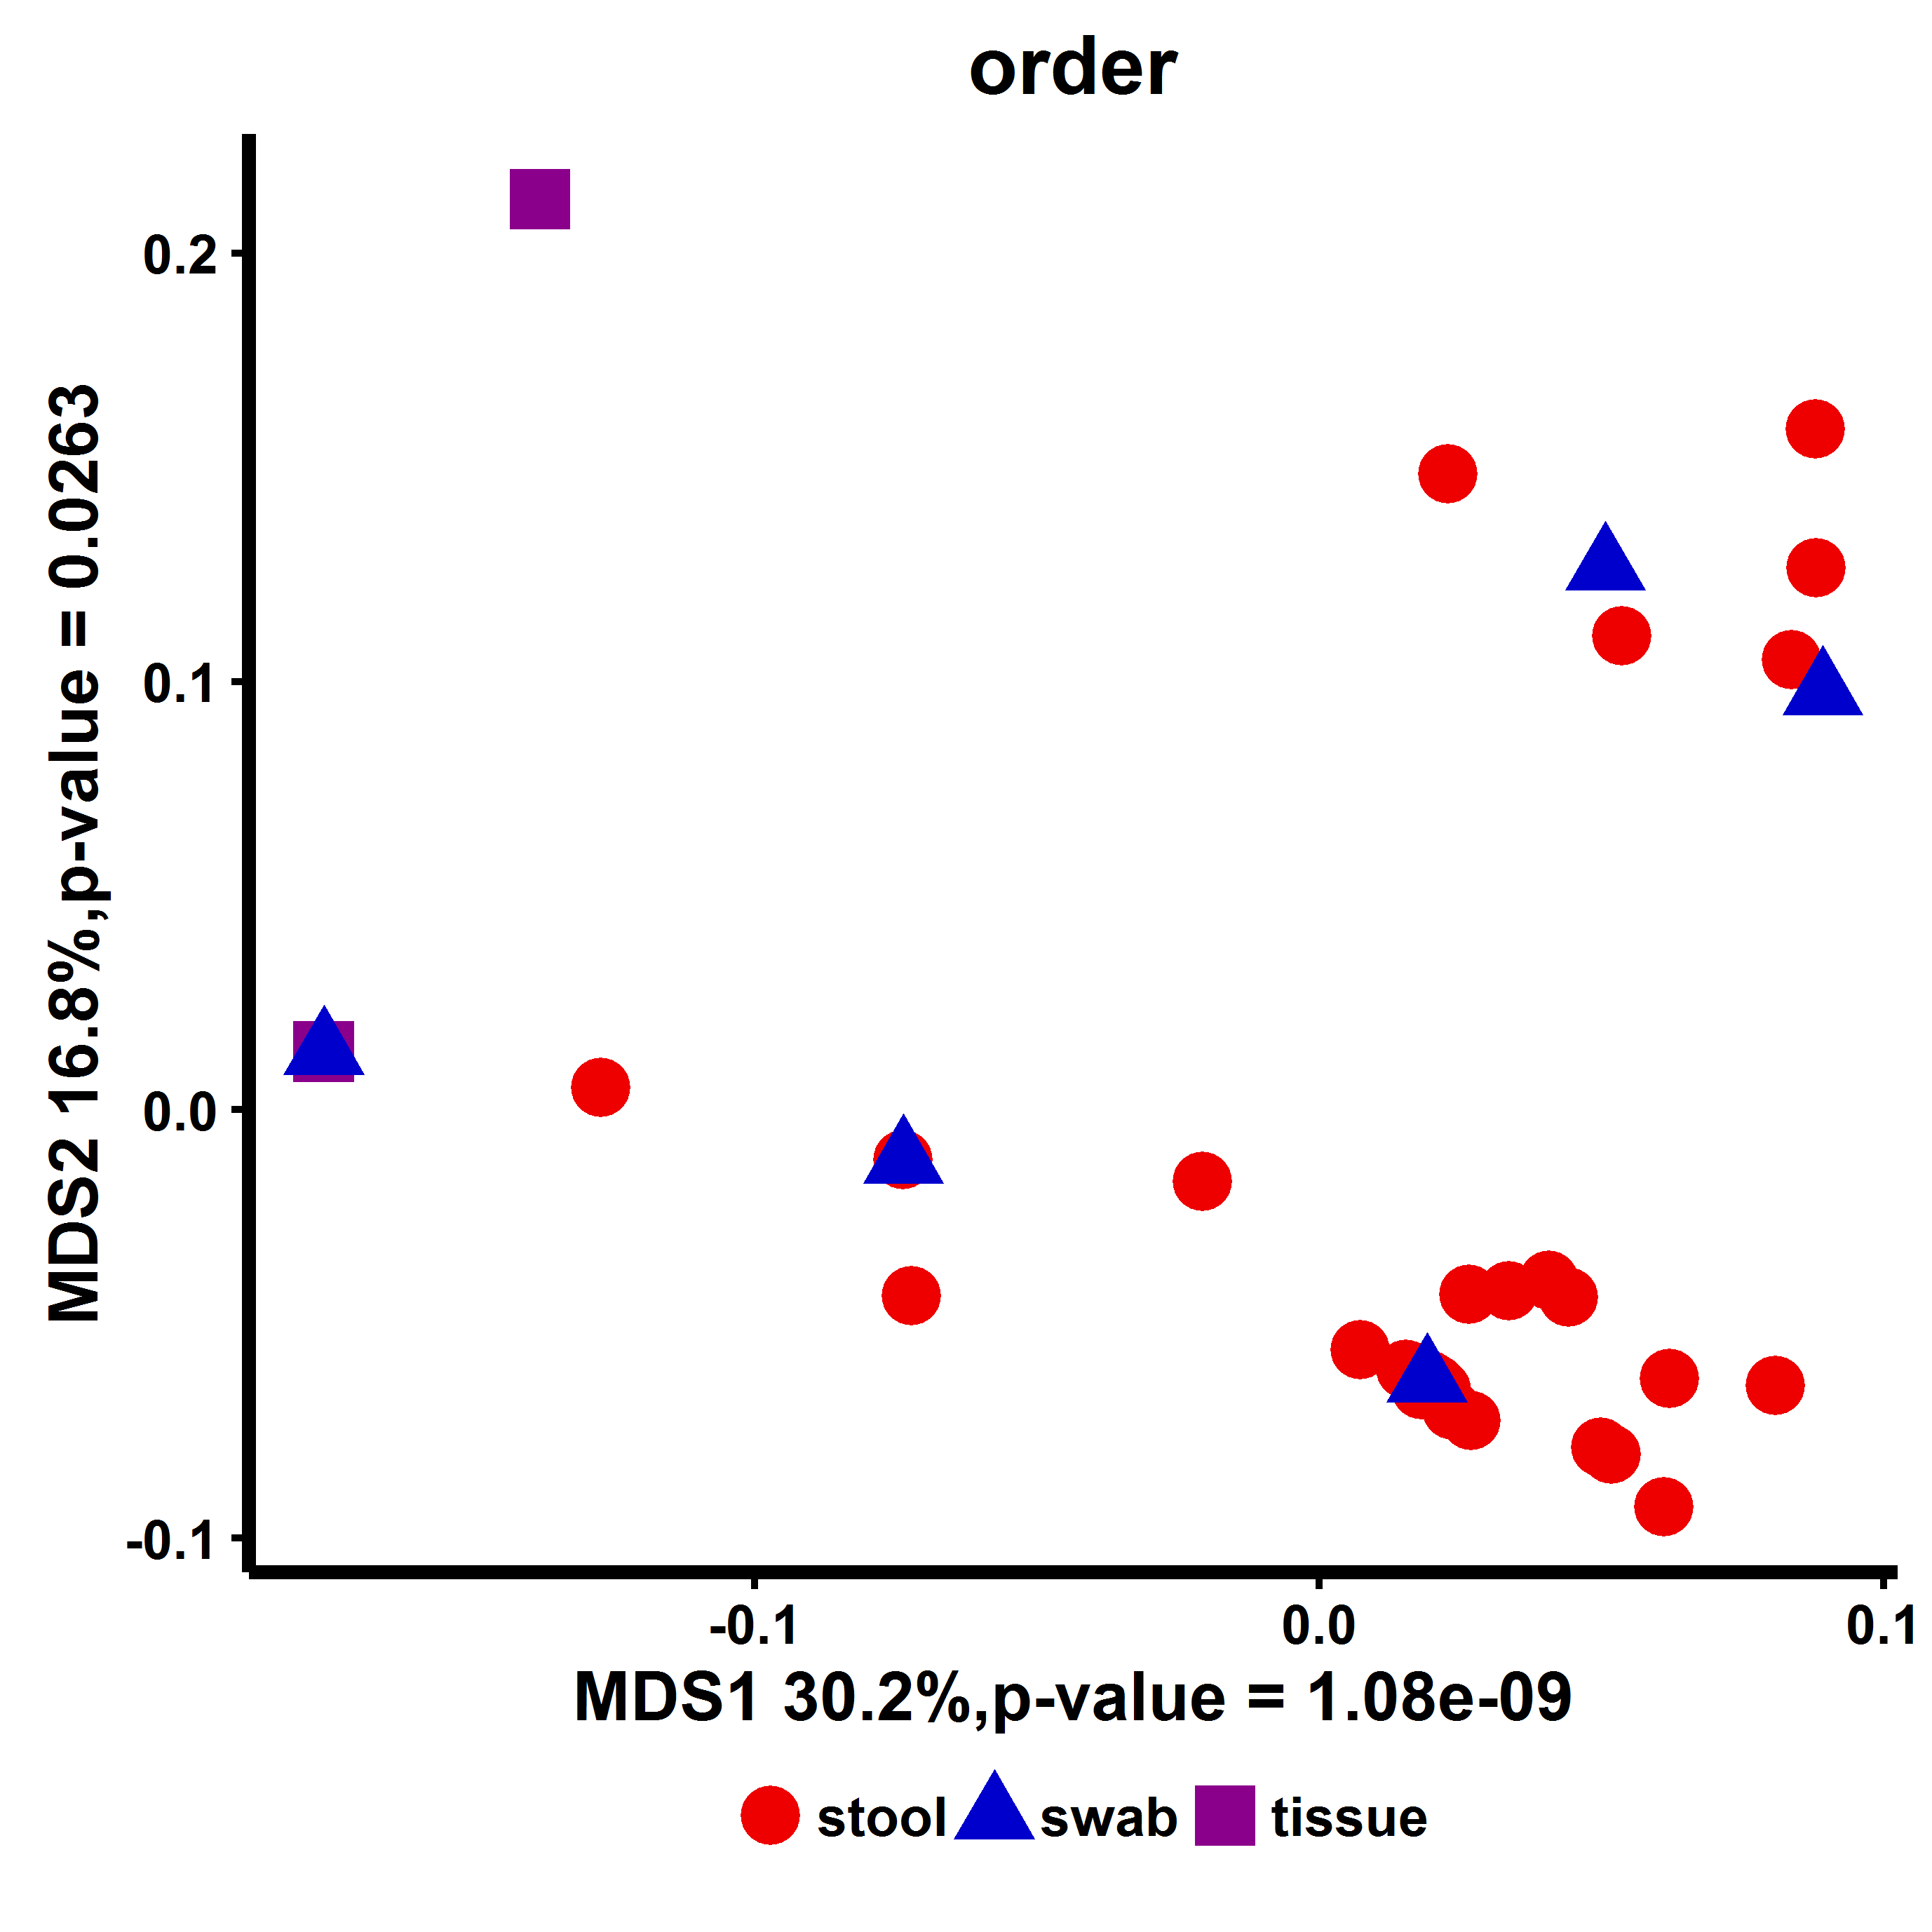 order
0.2
0.1
0.0
-0.1
MDS2 16.8%,p-value = 0.0263
-0.1 0.0 0.1
MDS1 30.2%,p-value = 1.08e-09
stool swab tissue